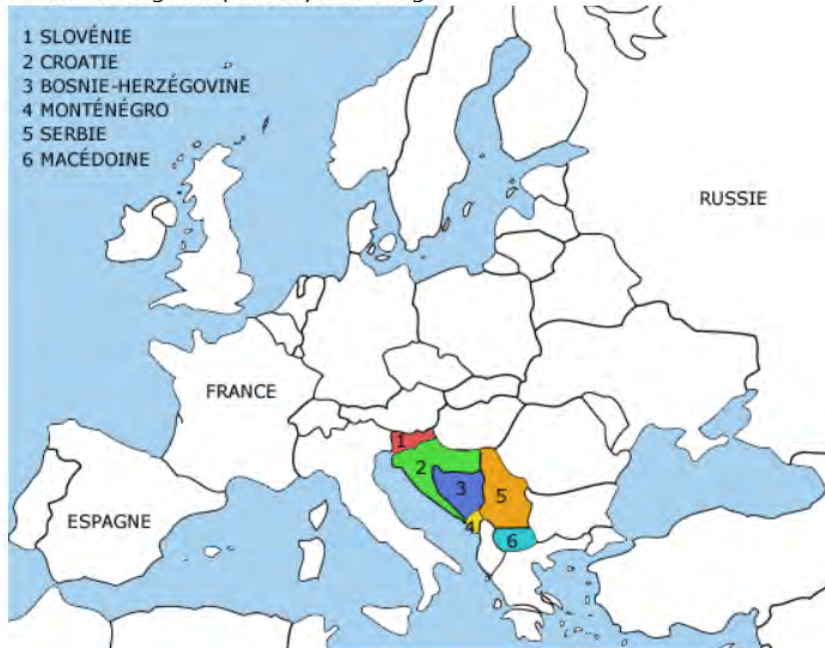 1 SLOVÉNIE
2 CROATIE
3 BOSNIE-HERZÉGOVINE
4 MONTÉNÉGRO
5 SERBIE
6 MACÉDOINE
RUSSIE
FRANCE
ESPAGNE
1
2
3
4
5
6